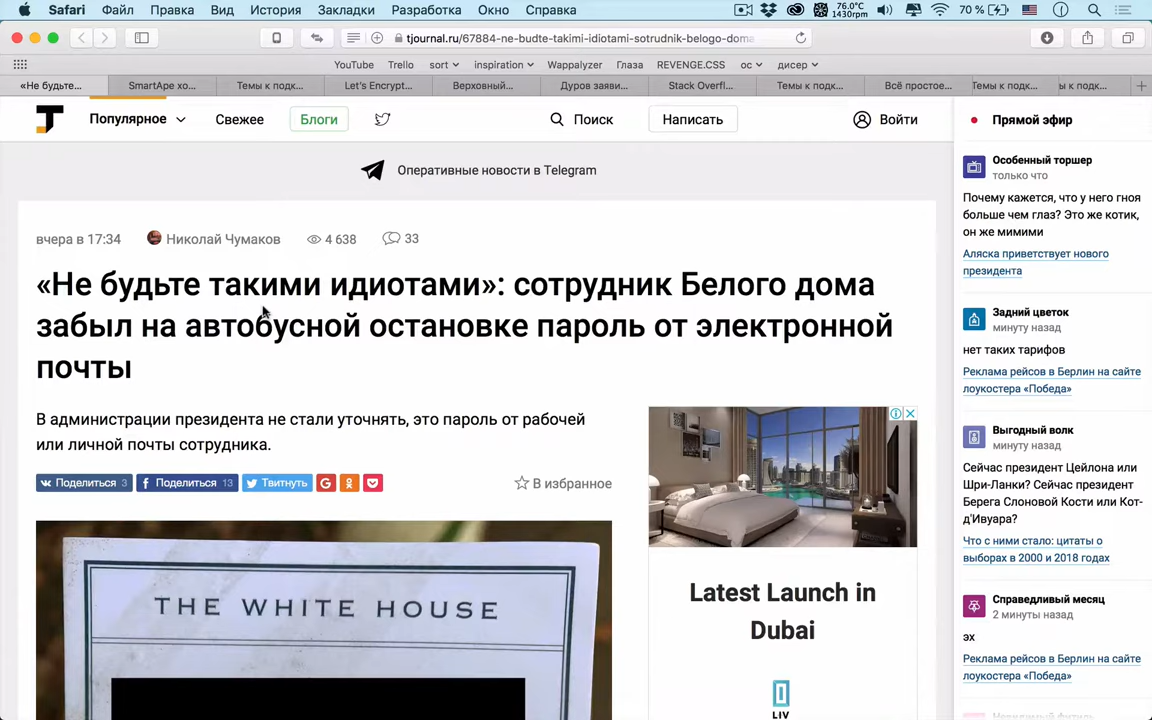 Safari Файл Правка Вид История Закладки Разработка Окно Справка 76.0°C 1430rpm 70 %
tjournal.ru/67884-ne-budte-takimi-idiotami-sotrudnik-belogo-doma
YouTube Trello sort inspiration Wappalyzer Глаза REVENGE.CSS ос дисер
«Не будьте... SmartApe хо... Темы к подк... Let's Encrypt... Верховный... Дуров заяви... Stack Overfl... Темы к подк... Всё простое... Темы к подк... ы к подк...
Популярное Свежее Блоги Поиск Написать Войти
Оперативные новости в Telegram
вчера в 17:34 Николай Чумаков 4 638 33
«Не будьте такими идиотами»: сотрудник Белого дома
забыл на автобусной остановке пароль от электронной
почты
В администрации президента не стали уточнять, это пароль от рабочей
или личной почты сотрудника.
Поделиться 3 Поделиться 13 Твитнуть В избранное
THE WHITE HOUSE
Latest Launch in
Dubai
LIV
Прямой эфир
Особенный торшер
только что
Почему кажется, что у него гноя
больше чем глаз? Это же котик,
он же мимими
Аляска приветствует нового
президента
Задний цветок
минуту назад
нет таких тарифов
Реклама рейсов в Берлин на сайте
лоукостера «Победа»
Выгодный волк
минуту назад
Сейчас президент Цейлона или
Шри-Ланки? Сейчас президент
Берега Слоновой Кости или Кот-
д'Ивуара?
Что с ними стало: цитаты о
выборах в 2000 и 2018 годах
Справедливый месяц
2 минуты назад
эх
Реклама рейсов в Берлин на сайте
лоукостера «Победа»